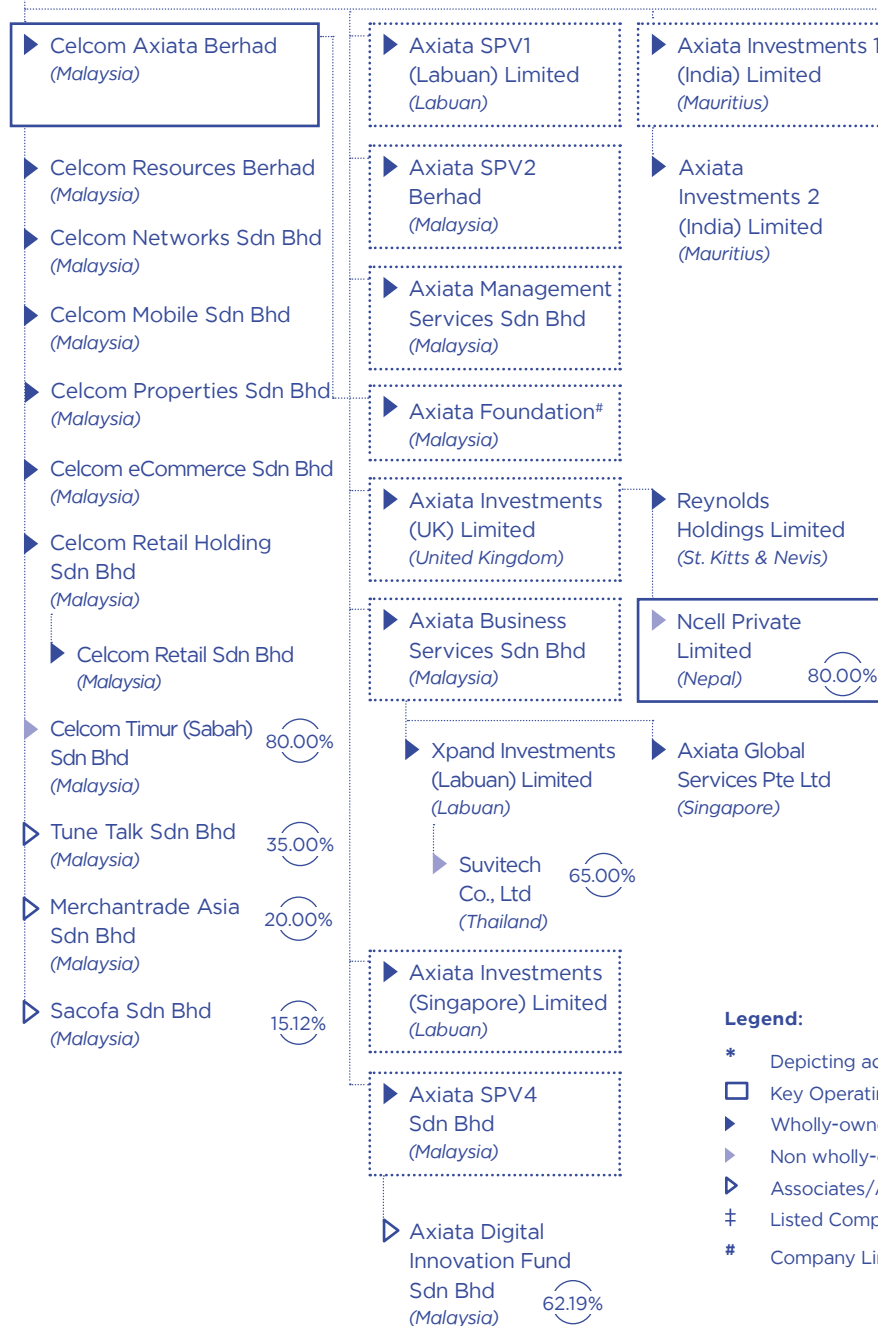 Celcom Axiata Berhad
(Malaysia)
Celcom Resources Berhad
(Malaysia)
Celcom Networks Sdn Bhd
(Malaysia)
Celcom Mobile Sdn Bhd
(Malaysia)
Celcom Properties Sdn Bhd
(Malaysia)
Celcom eCommerce Sdn Bhd
(Malaysia)
Celcom Retail Holding
Sdn Bhd
(Malaysia)
Celcom Retail Sdn Bhd
(Malaysia)
Celcom Timur (Sabah)
Sdn Bhd
(Malaysia)
80.00%
Tune Talk Sdn Bhd
(Malaysia)
35.00%
Merchantrade Asia
Sdn Bhd
(Malaysia)
20.00%
Sacofa Sdn Bhd
(Malaysia)
15.12%
Axiata SPV1
(Labuan) Limited
(Labuan)
Axiata SPV2
Berhad
(Malaysia)
Axiata Management
Services Sdn Bhd
(Malaysia)
Axiata Foundation#
(Malaysia)
Axiata Investments
(UK) Limited
(United Kingdom)
Axiata Business
Services Sdn Bhd
(Malaysia)
Xpand Investments
(Labuan) Limited
(Labuan)
Suvitech
Co., Ltd
(Thailand)
65.00%
Axiata Investments
(Singapore) Limited
(Labuan)
Axiata SPV4
Sdn Bhd
(Malaysia)
Axiata Digital
Innovation Fund
Sdn Bhd
(Malaysia)
62.19%
Axiata Investments 1
(India) Limited
(Mauritius)
Axiata
Investments 2
(India) Limited
(Mauritius)
Reynolds
Holdings Limited
(St. Kitts & Nevis)
Ncell Private
Limited
(Nepal)
80.00%
Axiata Global
Services Pte Ltd
(Singapore)
Legend:
* Depicting
Key
Wholly-
Non wholly-
Associates/
‡ Listed
# Company